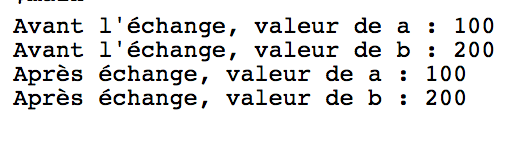 Avant l'échange, valeur de a : 100
Avant l'échange, valeur de b : 200
Après échange, valeur de a : 100
Après échange, valeur de b : 200